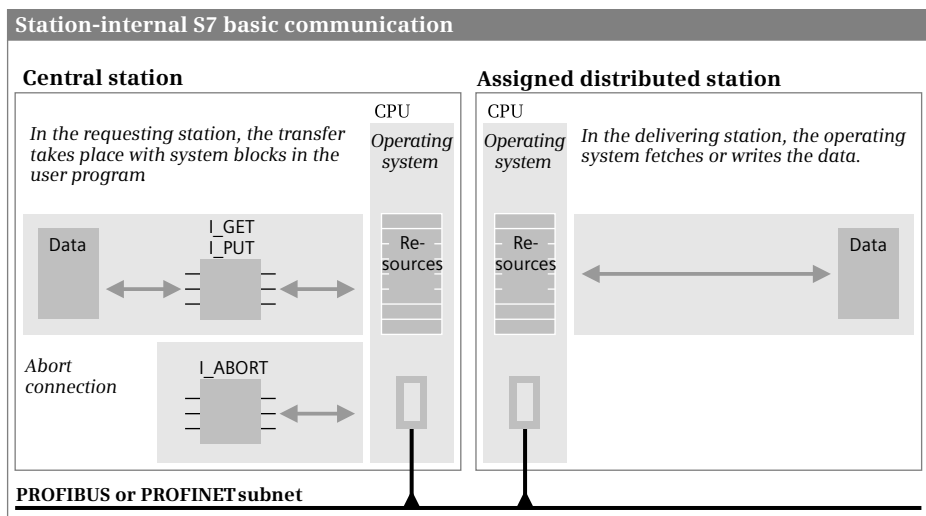 Station-internal S7 basic communication
Central station
Assigned distributed station
In the requesting station, the transfer
takes place with system blocks in the
user program
CPU
Operating
system
CPU
Operating
system
In the delivering station, the operating
system fetches or writes the data.
Data
I_GET
I_PUT
Re-
sources
Re-
sources
Data
Abort
connection
I_ABORT
PROFIBUS or PROFINET subnet